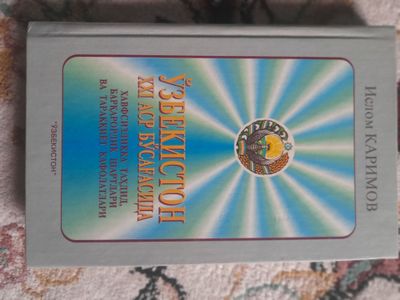 Ислом КАРИМОВ
ЎЗБЕКИСТОН
XXI АСР БЎСАҒАСИДА
ХАВФСИЗЛИККА ТАҲДИД,
БАРҚАРОРЛИК ШАРТЛАРИ
ВА ТАРАҚҚИЁТ КАФОЛАТЛАРИ
"ЎЗБЕКИСТОН"